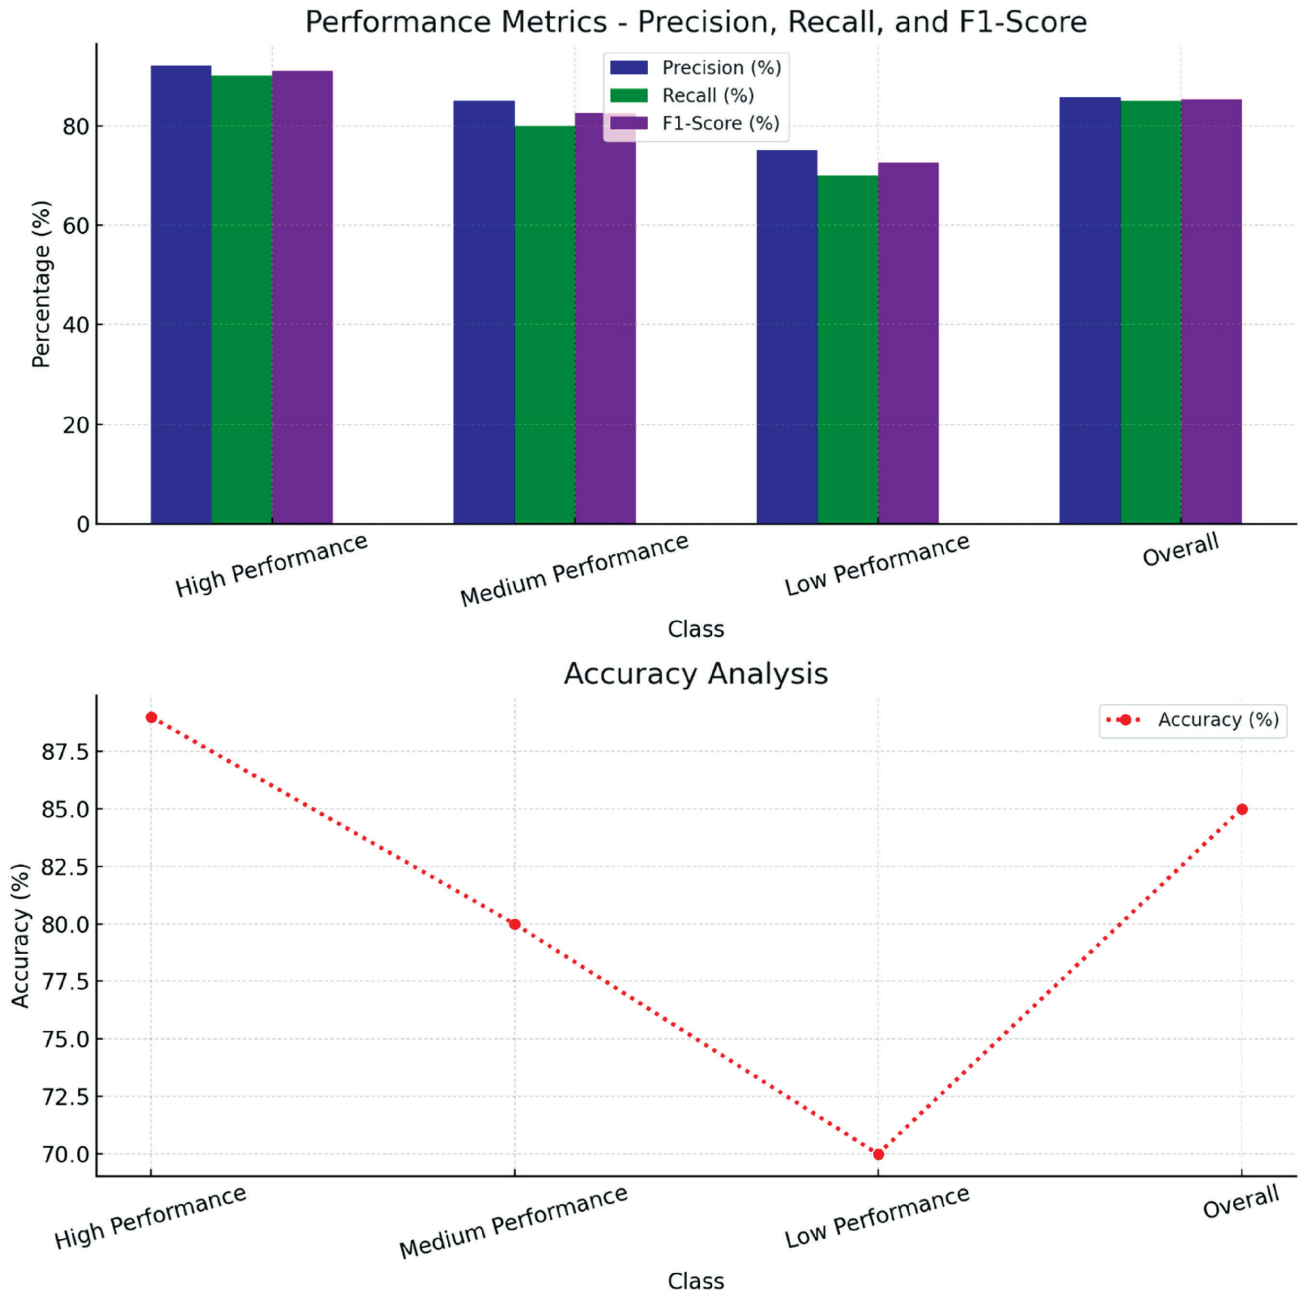 Performance Metrics - Precision, Recall, and F1-Score
Precision (%)
Recall (%)
F1-Score (%)
Percentage (%)
80
60
40
20
0
High Performance
Medium Performance
Low Performance
Overall
Class
Accuracy Analysis
Accuracy (%)
Accuracy (%)
87.5
85.0
82.5
80.0
77.5
75.0
72.5
70.0
High Performance
Medium Performance
Low Performance
Overall
Class